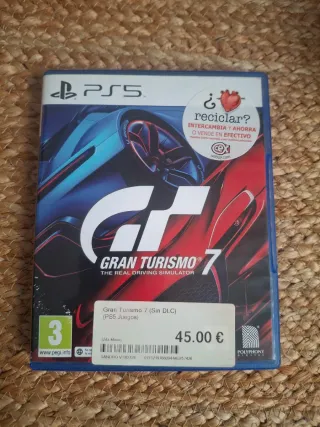 PS5
¿
reciclar?
INTERCAMBIA Y AHORRA
O VENDE EN EFECTIVO
CeX
GT
GRAN TURISMO 7
THE REAL DRIVING SIMULATOR
Gran Turismo 7 (Sin DLC)
(PS5 Juegos)
45.00 €
3
www.pegi.info
POLYPHONY